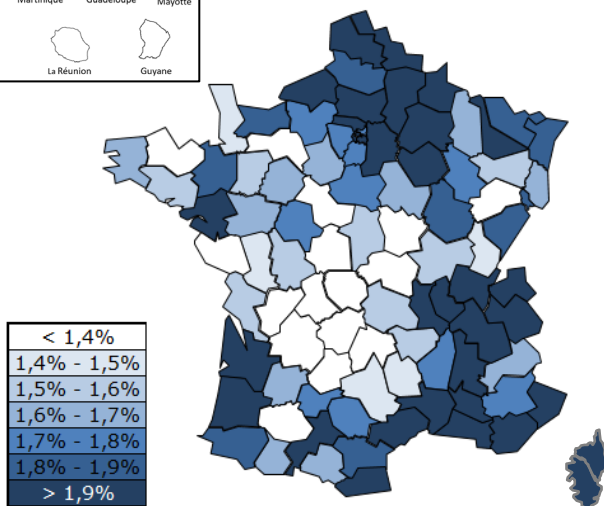 Martinique Guadeloupe Mayotte
La Réunion Guyane
< 1,4%
1,4% - 1,5%
1,5% - 1,6%
1,6% - 1,7%
1,7% - 1,8%
1,8% - 1,9%
> 1,9%